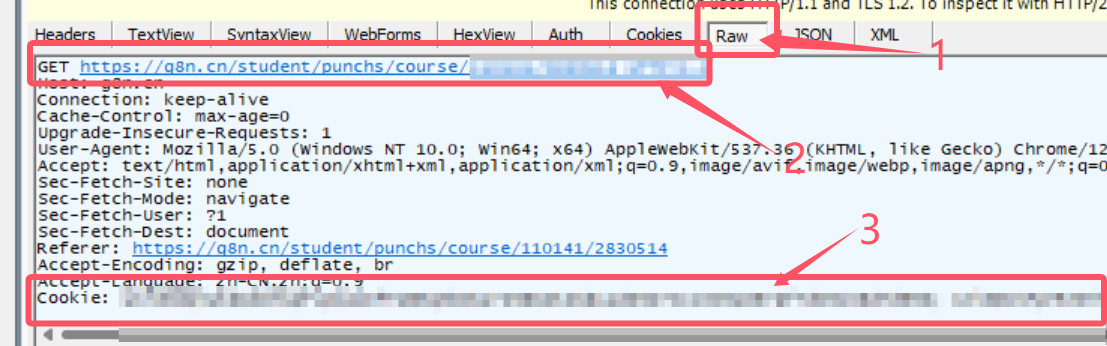 This connection uses HTTP/1.1 and TLS 1.2. To inspect it with HTTP/2
Headers TextView SyntaxView WebForms HexView Auth Cookies Raw JSON XML
1
GET https://q8n.cn/student/punchs/course/
Host: q8n.cn
Connection: keep-alive
Cache-Control: max-age=0
Upgrade-Insecure-Requests: 1
User-Agent: Mozilla/5.0 (Windows NT 10.0; Win64; x64) AppleWebKit/537.36 (KHTML, like Gecko) Chrome/12
2
Accept: text/html,application/xhtml+xml,application/xml;q=0.9,image/avif,image/webp,image/apng,*/*;q=0
Sec-Fetch-Site: none
Sec-Fetch-Mode: navigate
Sec-Fetch-User: ?1
Sec-Fetch-Dest: document
Referer: https://q8n.cn/student/punchs/course/110141/2830514
3
Accept-Encoding: gzip, deflate, br
Accept-Language: zh-CN,zh;q=0.9
Cookie: